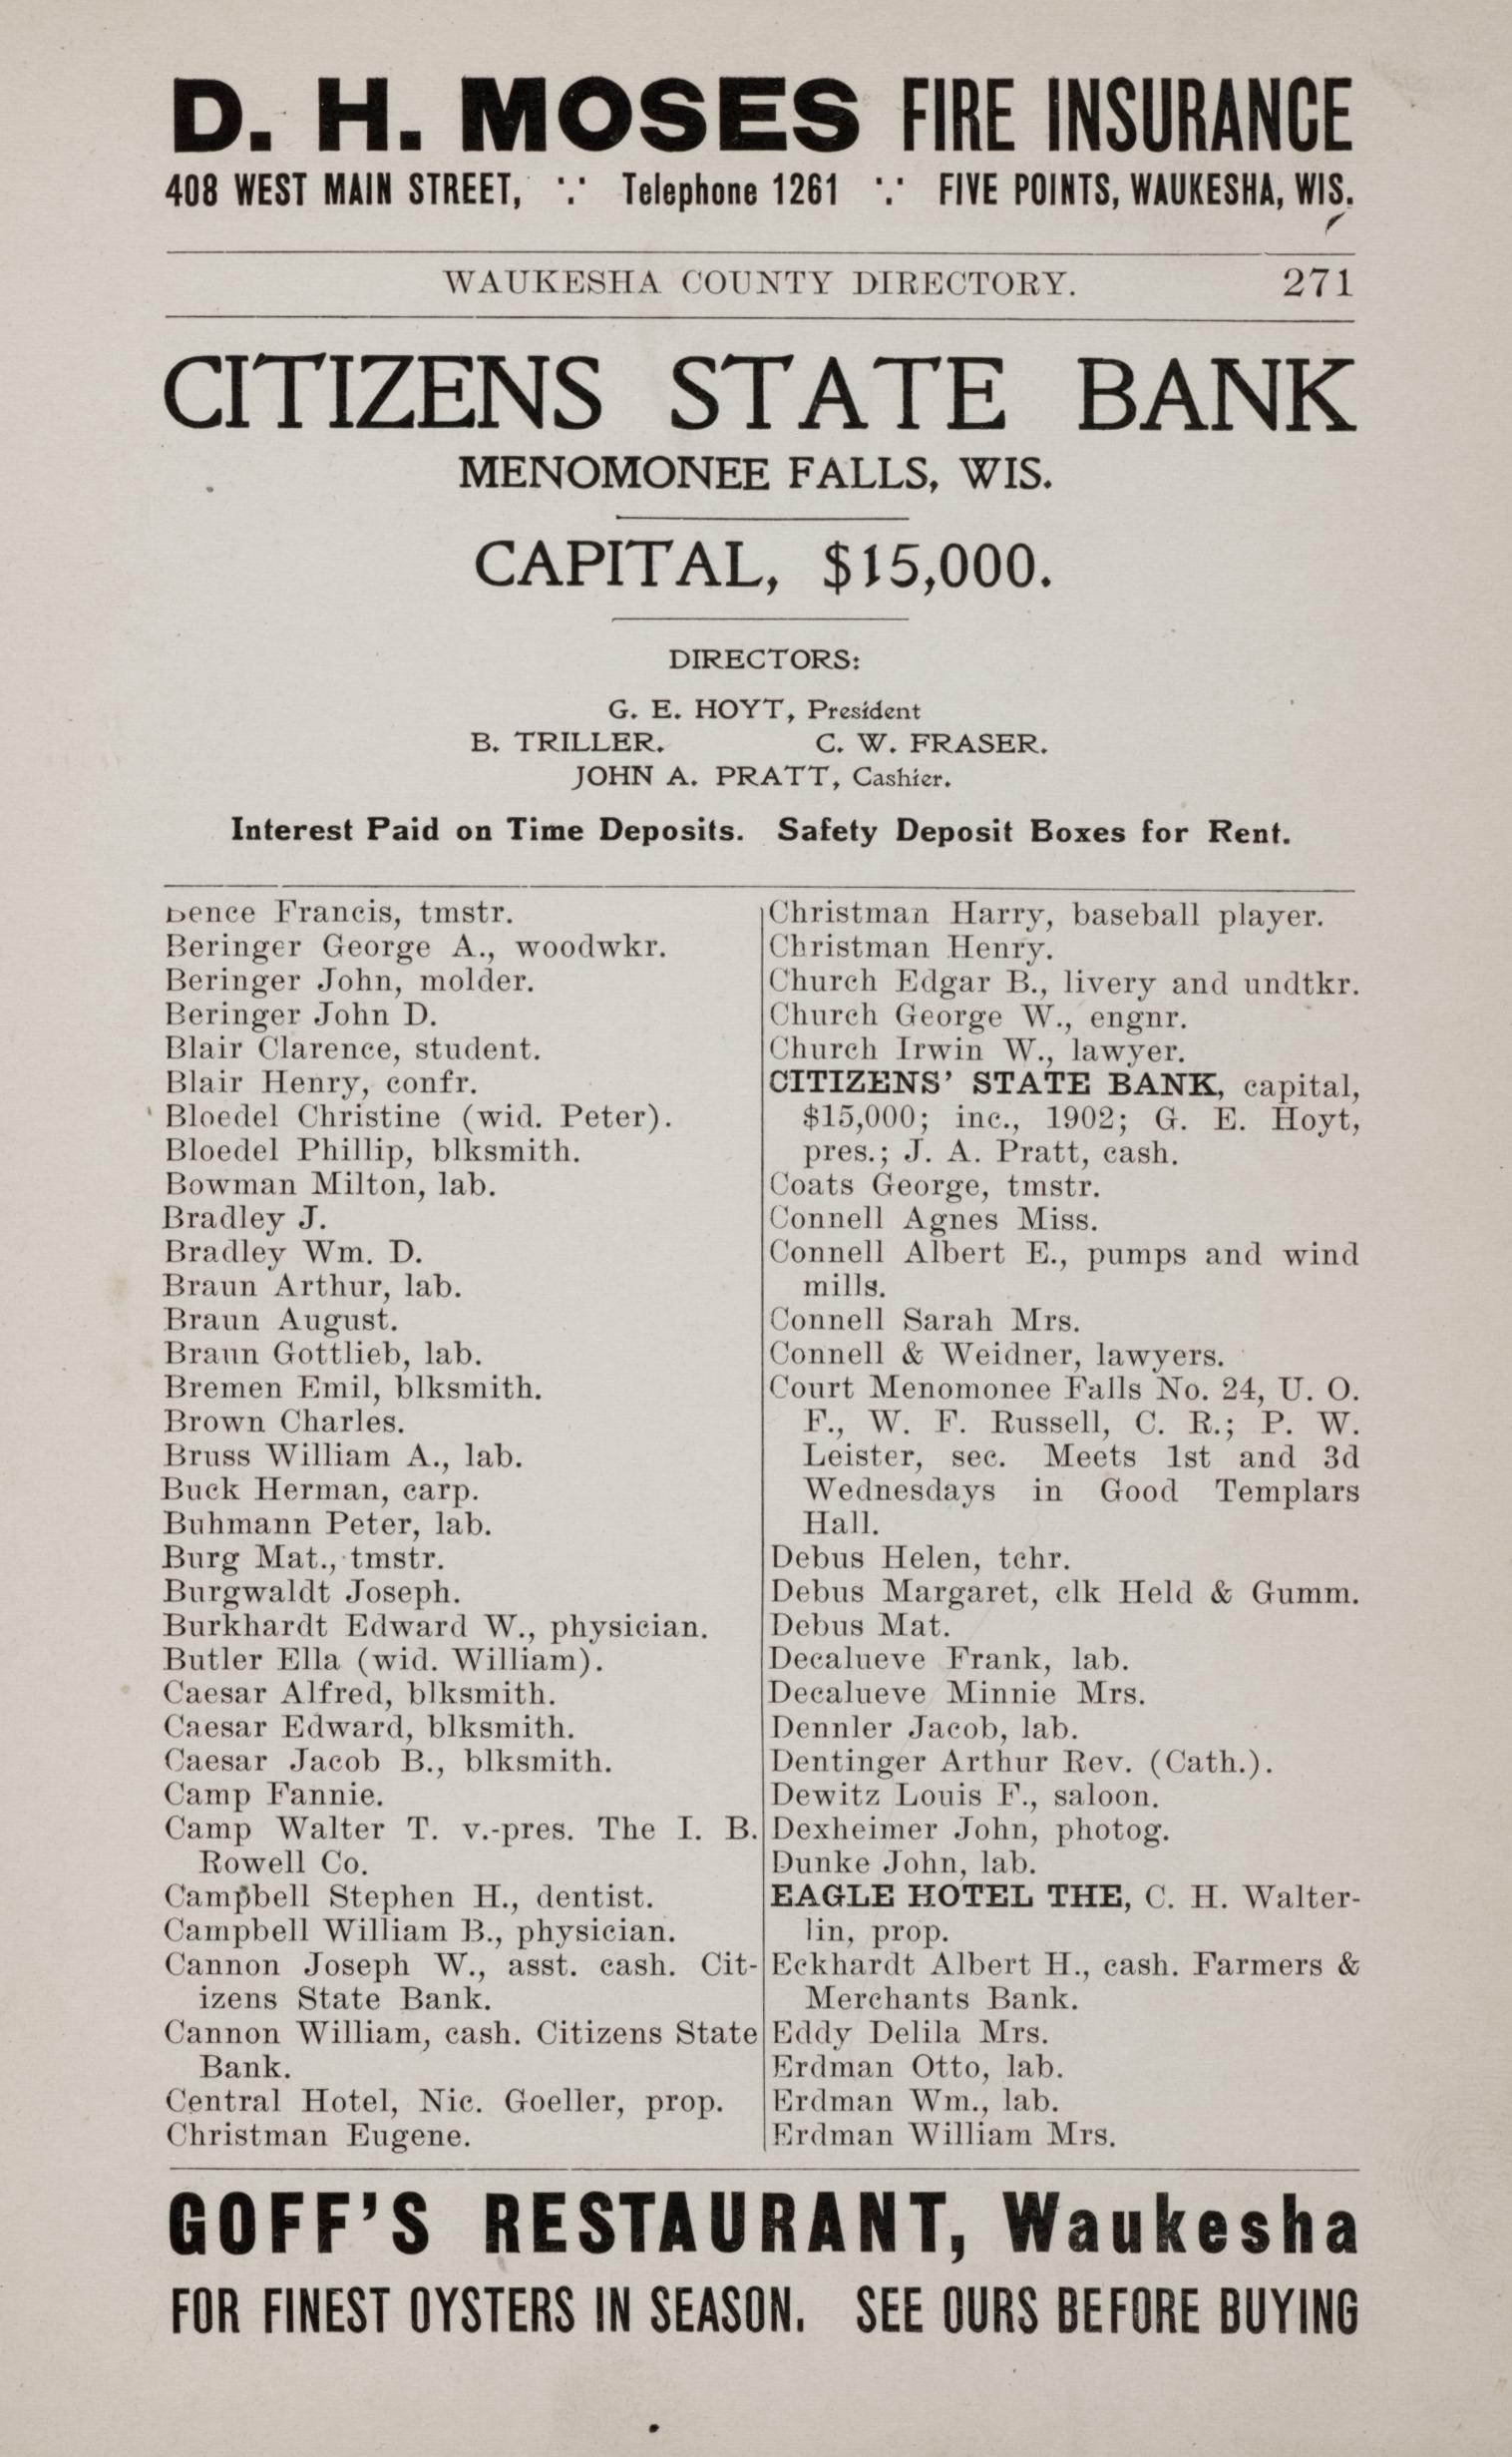 D. H. MOSES FIRE INSURANCE
408 WEST MAIN STREET, ∵ Telephone 1261 ∵ FIVE POINTS, WAUKESHA, WIS.
WAUKESHA COUNTY DIRECTORY. 271
CITIZENS STATE BANK
MENOMONEE FALLS, WIS.
CAPITAL, $15,000.
DIRECTORS:
G. E. HOYT, President
B. TRILLER. C. W. FRASER.
JOHN A. PRATT, Cashier.
Interest Paid on Time Deposits. Safety Deposit Boxes for Rent.
Bence Francis, tmstr.
Beringer George A., woodwkr.
Beringer John, molder.
Beringer John D.
Blair Clarence, student.
Blair Henry, confr.
Bloedel Christine (wid. Peter).
Bloedel Phillip, blksmith.
Bowman Milton, lab.
Bradley J.
Bradley Wm. D.
Braun Arthur, lab.
Braun August.
Braun Gottlieb, lab.
Bremen Emil, blksmith.
Brown Charles.
Bruss William A., lab.
Buck Herman, carp.
Buhmann Peter, lab.
Burg Mat., tmstr.
Burgwaldt Joseph.
Burkhardt Edward W., physician.
Butler Ella (wid. William).
Caesar Alfred, blksmith.
Caesar Edward, blksmith.
Caesar Jacob B., blksmith.
Camp Fannie.
Camp Walter T. v.-pres. The I. B.
Rowell Co.
Campbell Stephen H., dentist.
Campbell William B., physician.
Cannon Joseph W., asst. cash. Cit-
izens State Bank.
Cannon William, cash. Citizens State
Bank.
Central Hotel, Nic. Goeller, prop.
Christman Eugene.
Christman Harry, baseball player.
Christman Henry.
Church Edgar B., livery and undtkr.
Church George W., engnr.
Church Irwin W., lawyer.
CITIZENS' STATE BANK, capital,
$15,000; inc., 1902; G. E. Hoyt,
pres.; J. A. Pratt, cash.
Coats George, tmstr.
Connell Agnes Miss.
Connell Albert E., pumps and wind
mills.
Connell Sarah Mrs.
Connell & Weidner, lawyers.
Court Menomonee Falls No. 24, U. O.
F., W. F. Russell, C. R.; P. W.
Leister, sec. Meets 1st and 3d
Wednesdays in Good Templars
Hall.
Debus Helen, tchr.
Debus Margaret, clk Held & Gumm.
Debus Mat.
Decalueve Frank, lab.
Decalueve Minnie Mrs.
Dennler Jacob, lab.
Dentinger Arthur Rev. (Cath.).
Dewitz Louis F., saloon.
Dexheimer John, photog.
Dunke John, lab.
EAGLE HOTEL THE, C. H. Walter-
lin, prop.
Eckhardt Albert H., cash. Farmers &
Merchants Bank.
Eddy Delila Mrs.
Erdman Otto, lab.
Erdman Wm., lab.
Erdman William Mrs.
GOFF'S RESTAURANT, Waukesha
FOR FINEST OYSTERS IN SEASON. SEE OURS BEFORE BUYING